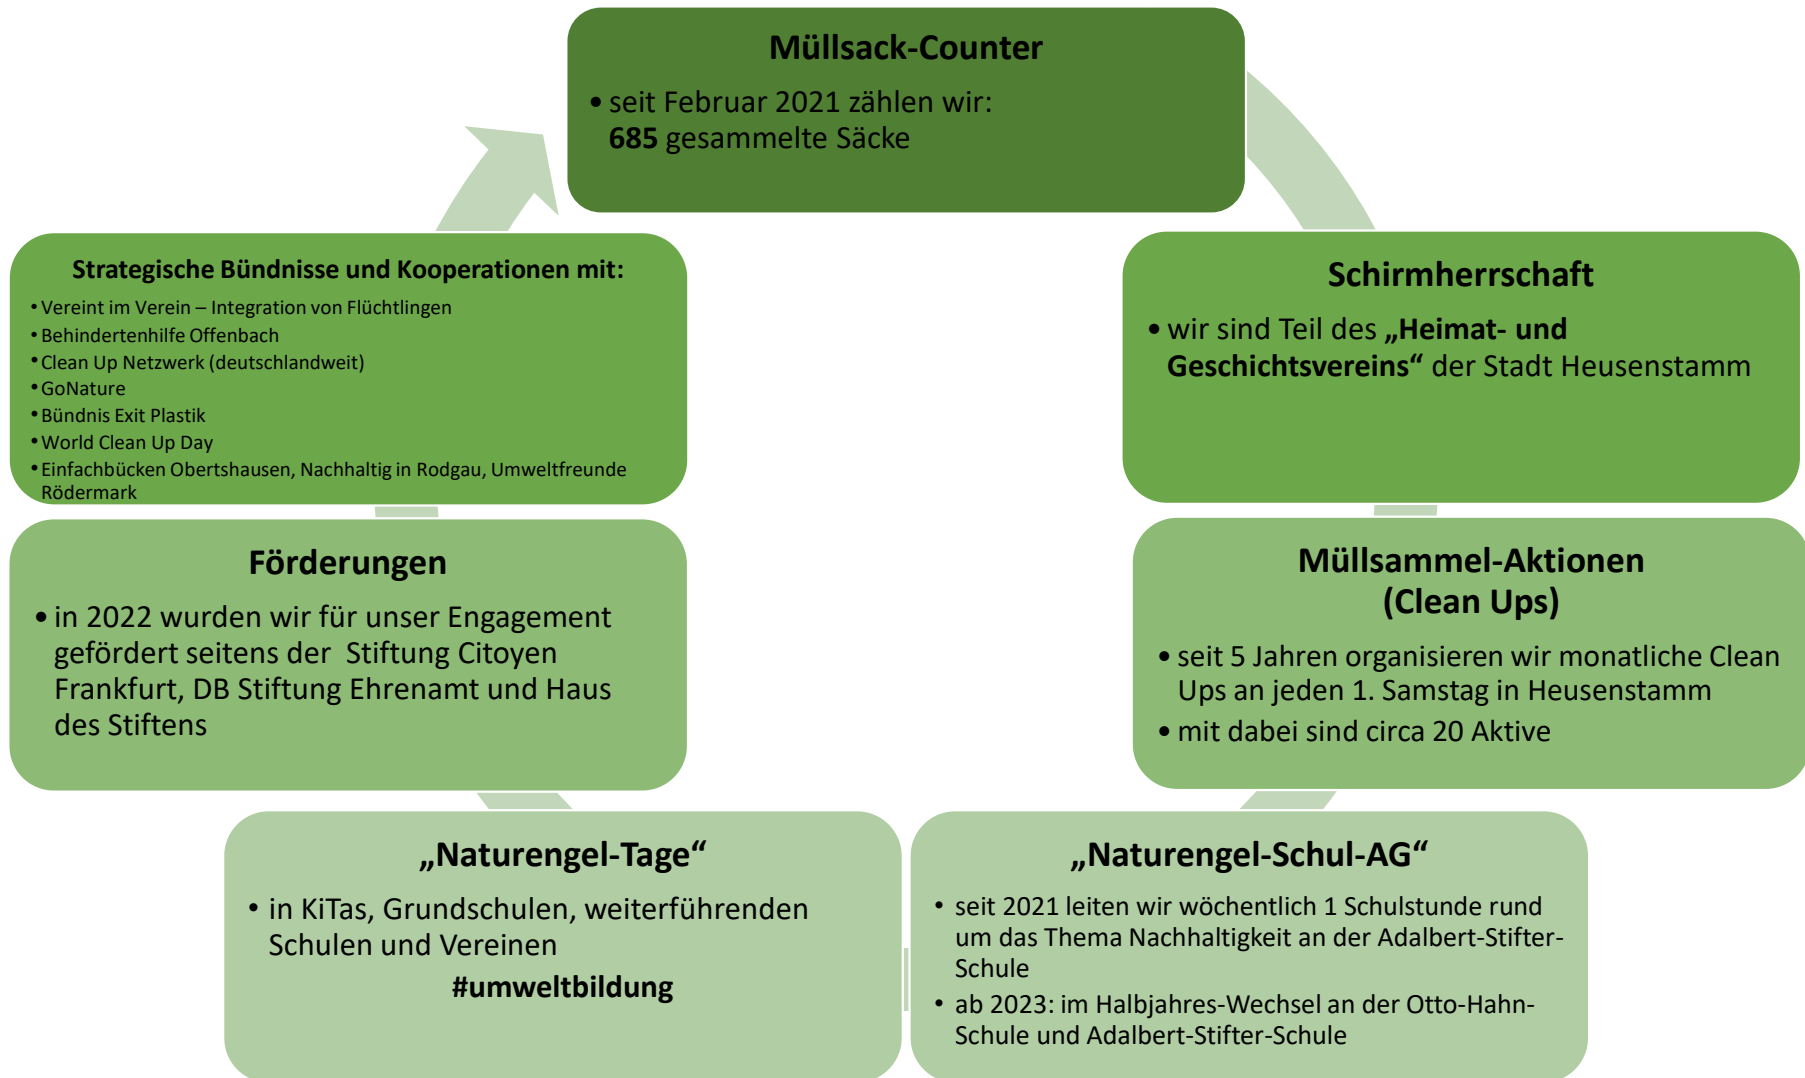 Müllsack-Counter
• seit Februar 2021 zählen wir:
685 gesammelte Säcke
Schirmherrschaft
• wir sind Teil des „Heimat- und
Geschichtsvereins“ der Stadt Heusenstamm
Müllsammel-Aktionen
(Clean Ups)
• seit 5 Jahren organisieren wir monatliche Clean
Ups an jeden 1. Samstag in Heusenstamm
• mit dabei sind circa 20 Aktive
„Naturengel-Schul-AG“
• seit 2021 leiten wir wöchentlich 1 Schulstunde rund
um das Thema Nachhaltigkeit an der Adalbert-Stifter-
Schule
• ab 2023: im Halbjahres-Wechsel an der Otto-Hahn-
Schule und Adalbert-Stifter-Schule
„Naturengel-Tage“
• in KiTas, Grundschulen, weiterführenden
Schulen und Vereinen
#umweltbildung
Förderungen
• in 2022 wurden wir für unser Engagement
gefördert seitens der Stiftung Citoyen
Frankfurt, DB Stiftung Ehrenamt und Haus
des Stiftens
Strategische Bündnisse und Kooperationen mit:
• Vereint im Verein – Integration von Flüchtlingen
• Behindertenhilfe Offenbach
• Clean Up Netzwerk (deutschlandweit)
• GoNature
• Bündnis Exit Plastik
• World Clean Up Day
• Einfachbücken Obertshausen, Nachhaltig in Rodgau, Umweltfreunde
Rödermark